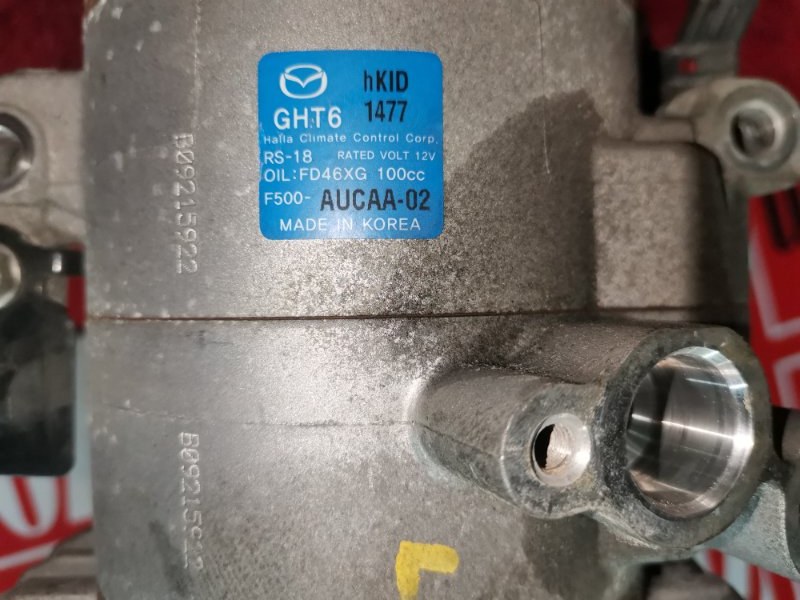 hKID
GHT6 1477
Halla Climate Control Corp.
RS-18 RATED VOLT 12V
OIL:FD46XG 100cc
F500- AUCAA-02
MADE IN KOREA
B09215922
L